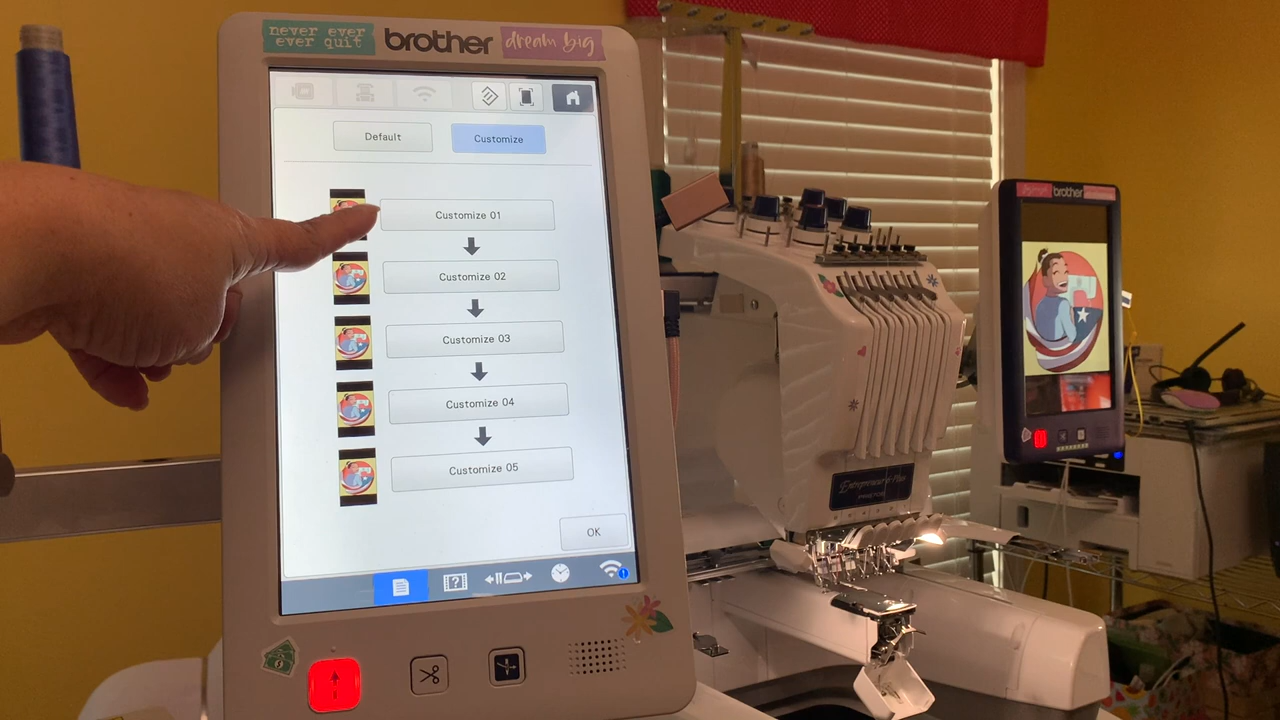 never ever
ever quit
brother
dream big
Default
Customize
Customize 01
Customize 02
Customize 03
Customize 04
Customize 05
OK
brother
Entrepreneur